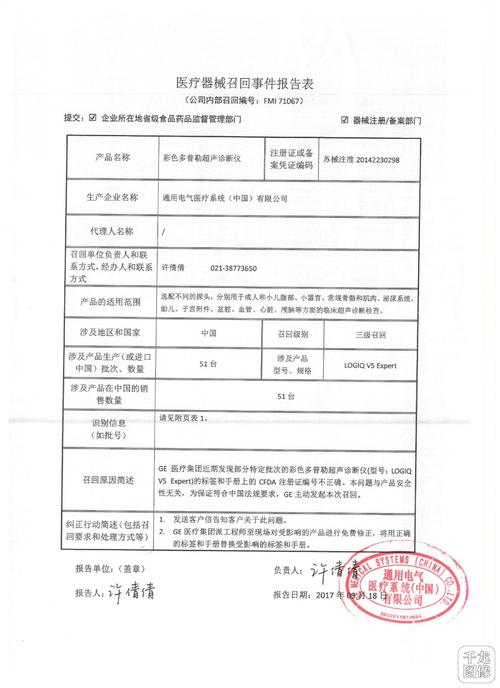 医疗器械召回事件报告表
（公司内部召回编号：FMI 71067）
提交：☑ 企业所在地省级食品药品监督管理部门 ☑ 器械注册/备案部门
产品名称 彩色多普勒超声诊断仪 注册证或备案凭证编码 苏械注准 20142230298
生产企业名称 通用电气医疗系统（中国）有限公司
代理人名称 /
召回单位负责人和联
系方式，经办人和联系
方式
许倩倩 021-38773650
产品的适用范围
选配不同的探头，分别用于成人和小儿腹部、小器官、常规骨骼和肌肉、泌尿系统、
胎儿、子宫附件、盆腔、血管、心脏、颅脑等方面的临床超声诊断检查。
涉及地区和国家 中国 召回级别 三级召回
涉及产品生产（或进口
中国）批次、数量
51 台
涉及产品
型号、规格
LOGIQ V5 Expert
涉及产品在中国的销
售数量
51 台
识别信息
（如批号）
请见附页表 1。
召回原因简述
GE 医疗集团近期发现部分特定批次的彩色多普勒超声诊断仪(型号：LOGIQ
V5 Expert)的标签和手册上的 CFDA 注册证编号不正确。本问题与产品安全
性无关，为保证符合中国法规要求，GE 主动发起本次召回。
纠正行动简述（包括召
回要求和处理方式等）
1. 发送客户信告知客户关于此问题。
2. GE 医疗集团派工程师至现场对受影响的产品进行免费修正，将用正确
的标签和手册替换受影响的标签和手册。
报告单位：（盖章） 负责人：许倩倩
报告人：许倩倩 报告日期：2017 年 09 月 18 日
MEDICAL SYSTEMS (CHINA) CO., LTD
通用电气
医疗系统(中国)
有限公司
千龙
图像